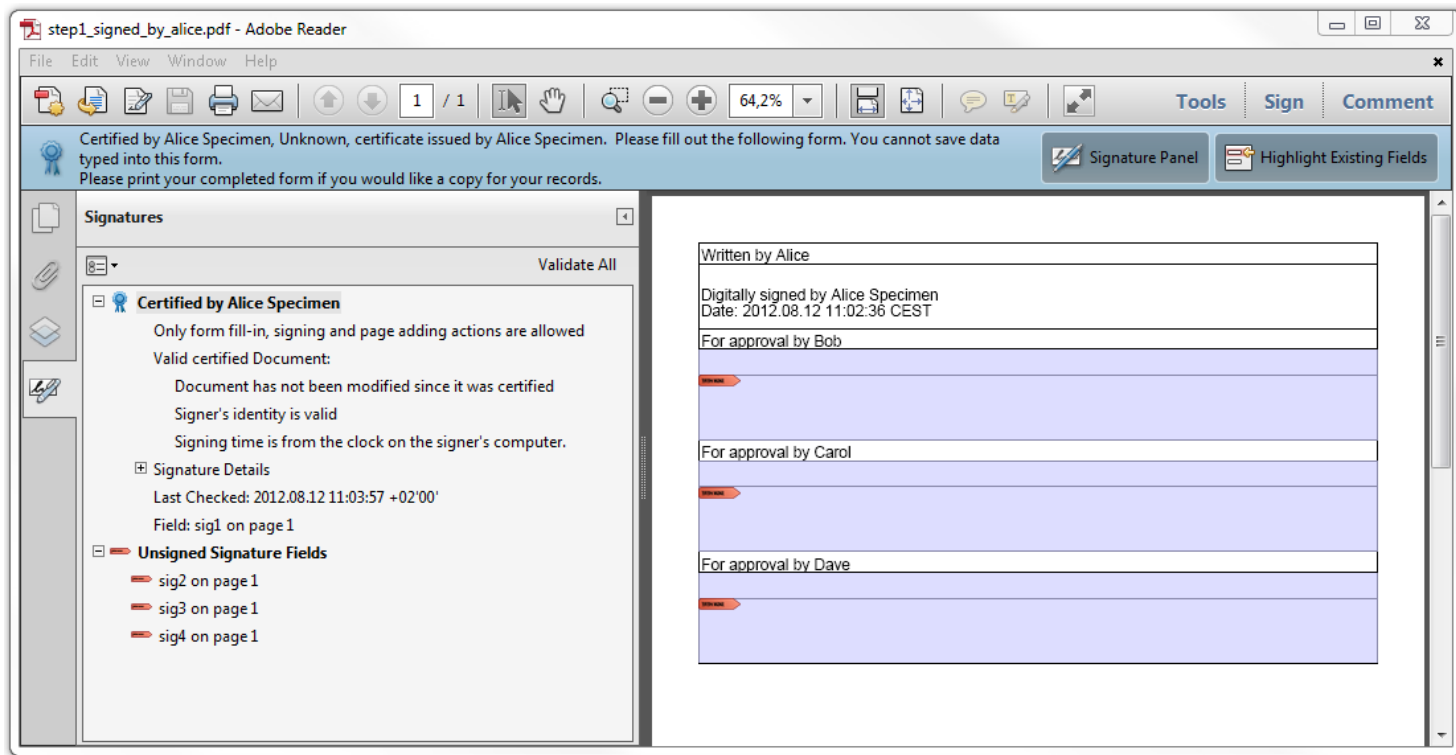 step1_signed_by_alice.pdf - Adobe Reader
File Edit View Window Help
1 / 1
64,2%
Tools Sign Comment
Certified by Alice Specimen, Unknown, certificate issued by Alice Specimen. Please fill out the following form. You cannot save data
typed into this form.
Please print your completed form if you would like a copy for your records.
Signature Panel
Highlight Existing Fields
Signatures
Validate All
Certified by Alice Specimen
Only form fill-in, signing and page adding actions are allowed
Valid certified Document:
Document has not been modified since it was certified
Signer's identity is valid
Signing time is from the clock on the signer's computer.
Signature Details
Last Checked: 2012.08.12 11:03:57 +02'00'
Field: sig1 on page 1
Unsigned Signature Fields
sig2 on page 1
sig3 on page 1
sig4 on page 1
Written by Alice
Digitally signed by Alice Specimen
Date: 2012.08.12 11:02:36 CEST
For approval by Bob
For approval by Carol
For approval by Dave